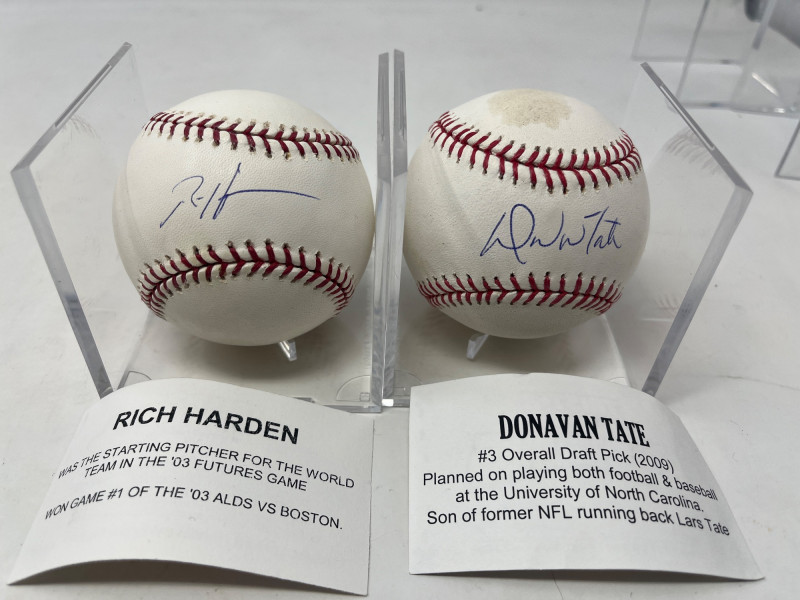 R H
Donavan Tate
RICH HARDEN
WAS THE STARTING PITCHER FOR THE WORLD
TEAM IN THE '03 FUTURES GAME
WON GAME #1 OF THE '03 ALDS VS BOSTON.
DONAVAN TATE
#3 Overall Draft Pick (2009)
Planned on playing both football & baseball
at the University of North Carolina.
Son of former NFL running back Lars Tate